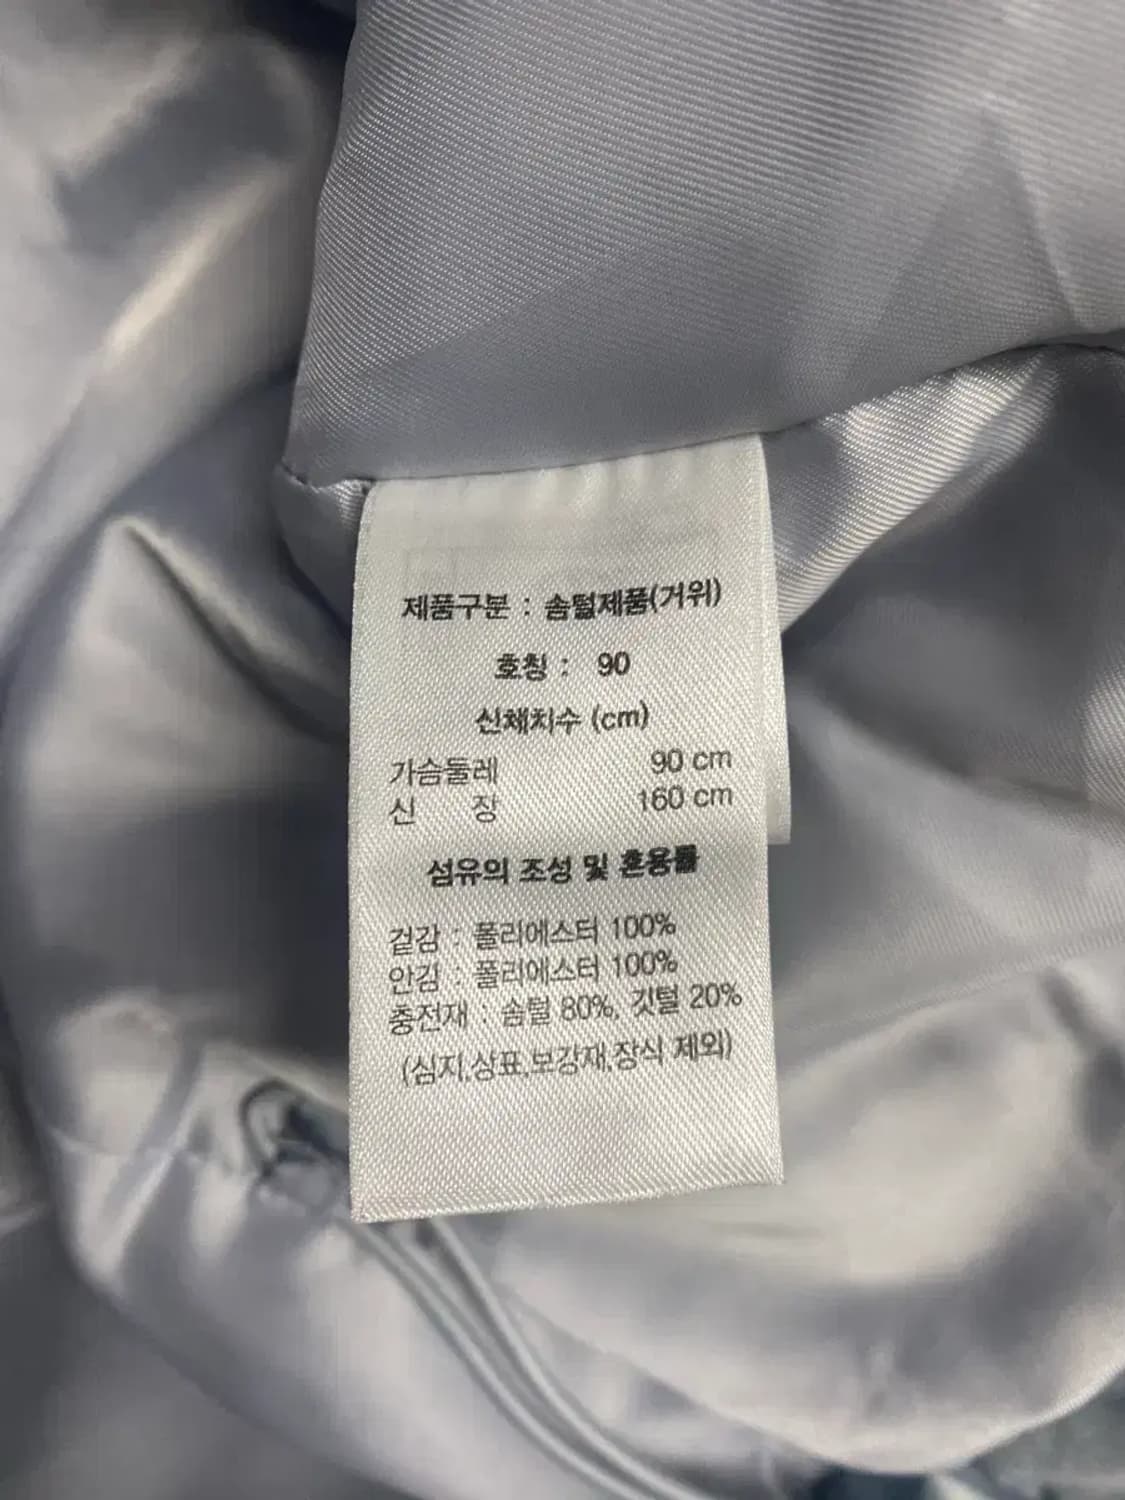 제품구분 : 솜털제품(거위)
호칭 : 90
신체치수 (cm)
가슴둘레 90 cm
신 장 160 cm
섬유의 조성 및 혼용률
겉감 : 폴리에스터 100%
안김 : 폴리에스터 100%
충전재 : 솜털 80%, 깃털 20%
(심지,상표,보강재,장식 제외)